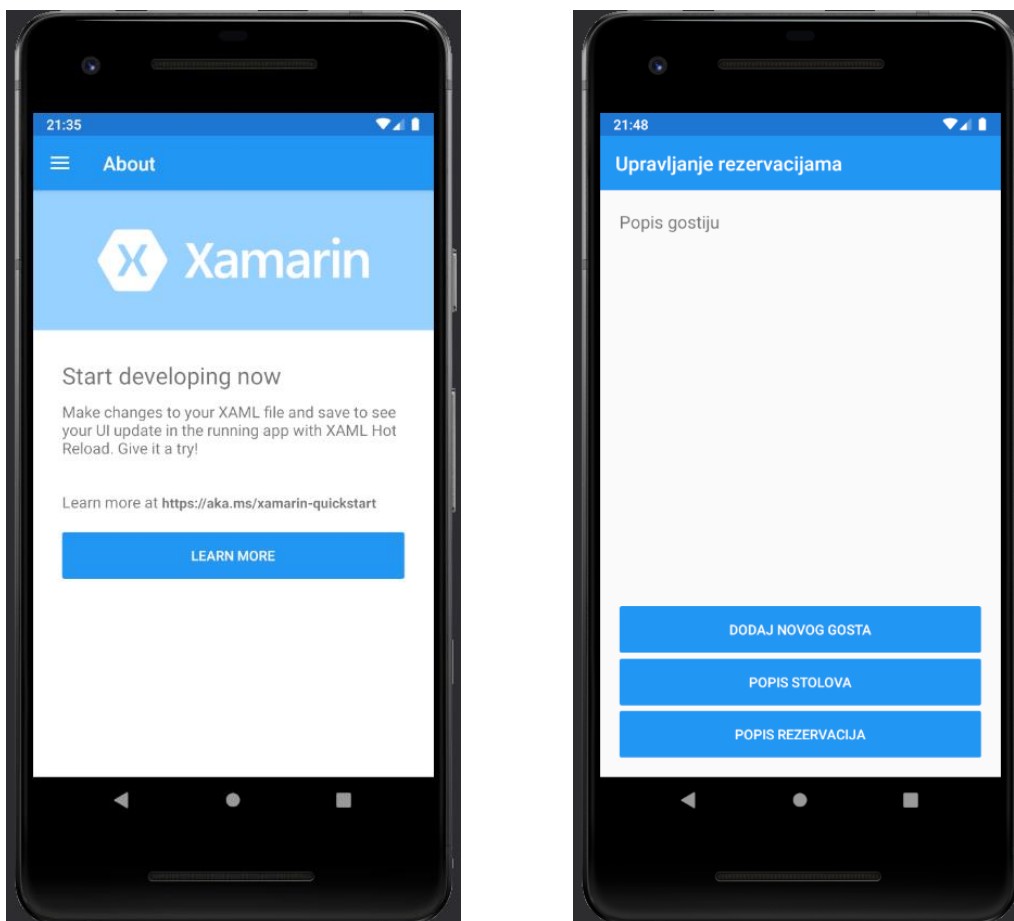 21:35
About
Xamarin
Start developing now
Make changes to your XAML file and save to see
your UI update in the running app with XAML Hot
Reload. Give it a try!
Learn more at https://aka.ms/xamarin-quickstart
LEARN MORE
21:48
Upravljanje rezervacijama
Popis gostiju
DODAJ NOVOG GOSTA
POPIS STOLOVA
POPIS REZERVACIJA